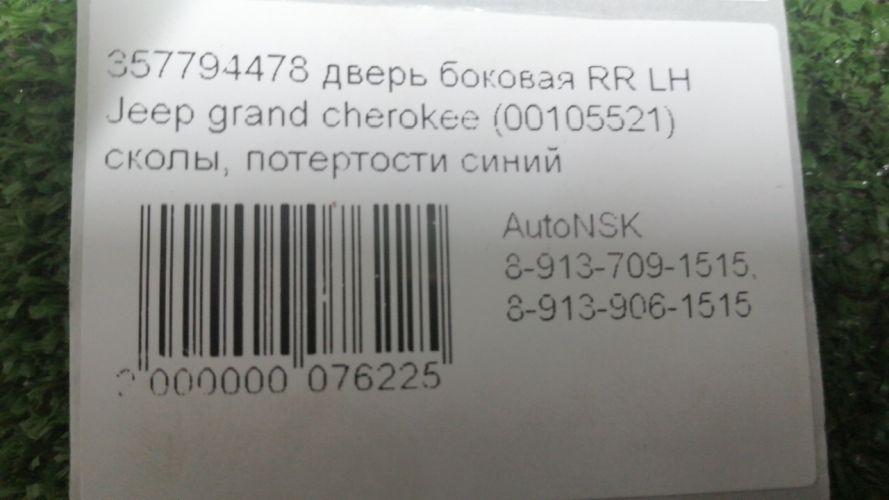 357794478 дверь боковая RR LH
Jeep grand cherokee (00105521)
сколы, потертости синий
AutoNSK
8-913-709-1515,
8-913-906-1515
2 000000 076225